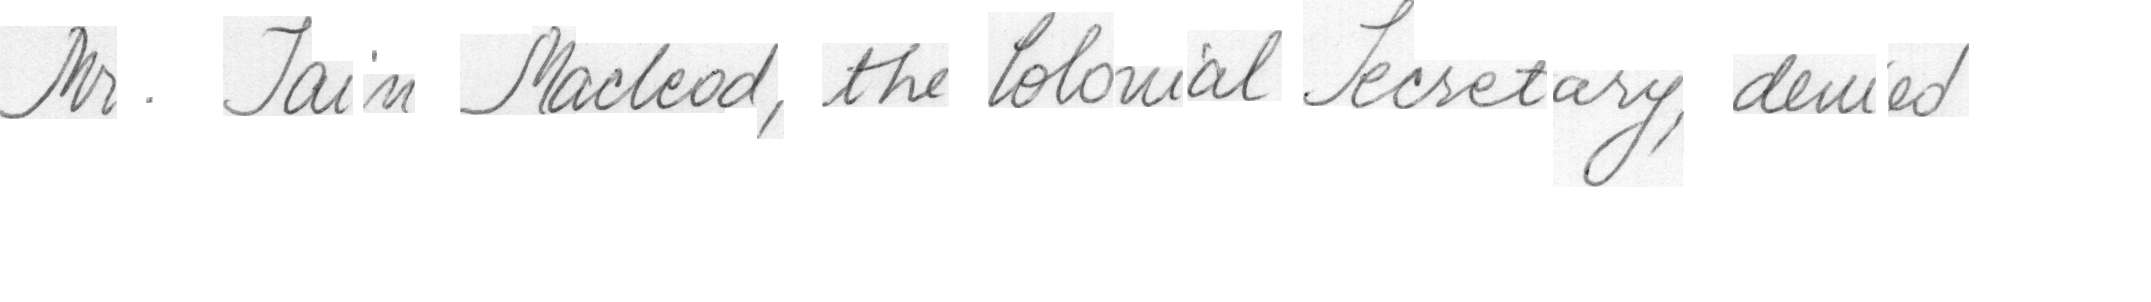 Mr. Iain Macleod, the Colonial Secretary, denied